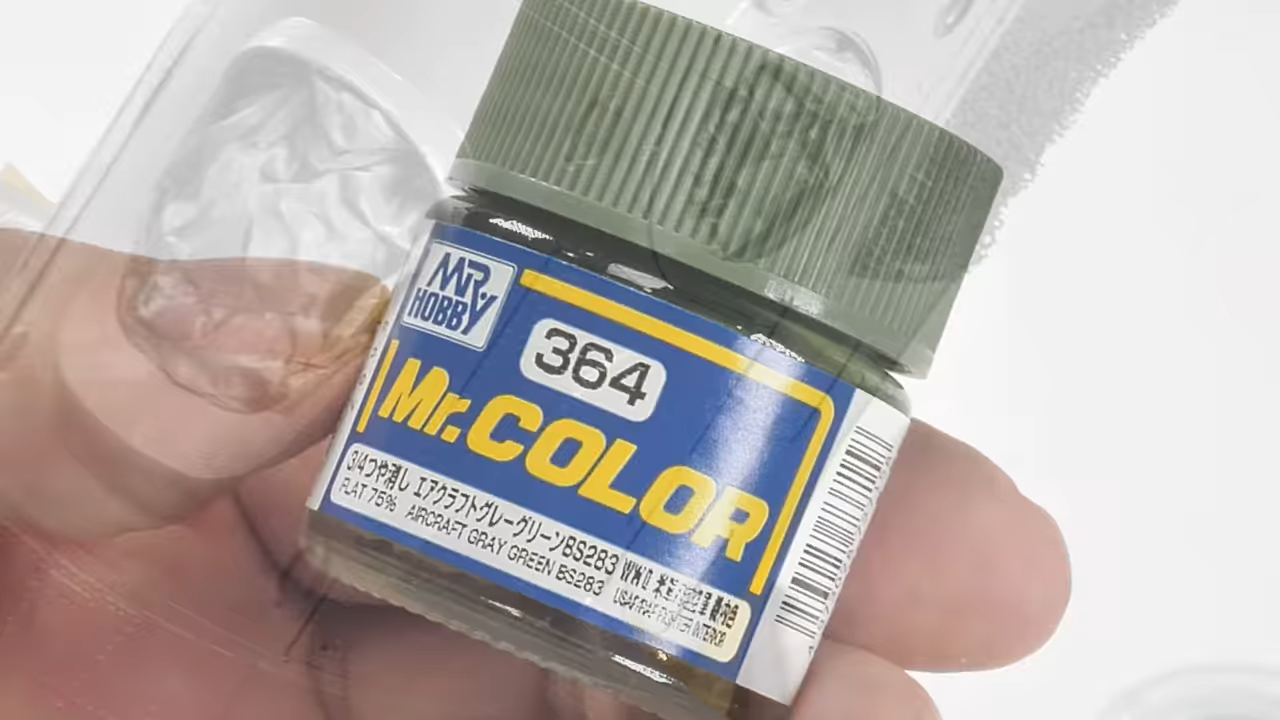 MR.
HOBBY
364
Mr.COLOR
3/4つや消し エアクラフトグレーグリーンBS283 WWⅡ
FLAT 75% AIRCRAFT GRAY GREEN BS283 USAF/RAF FIGHTER INTERIOR